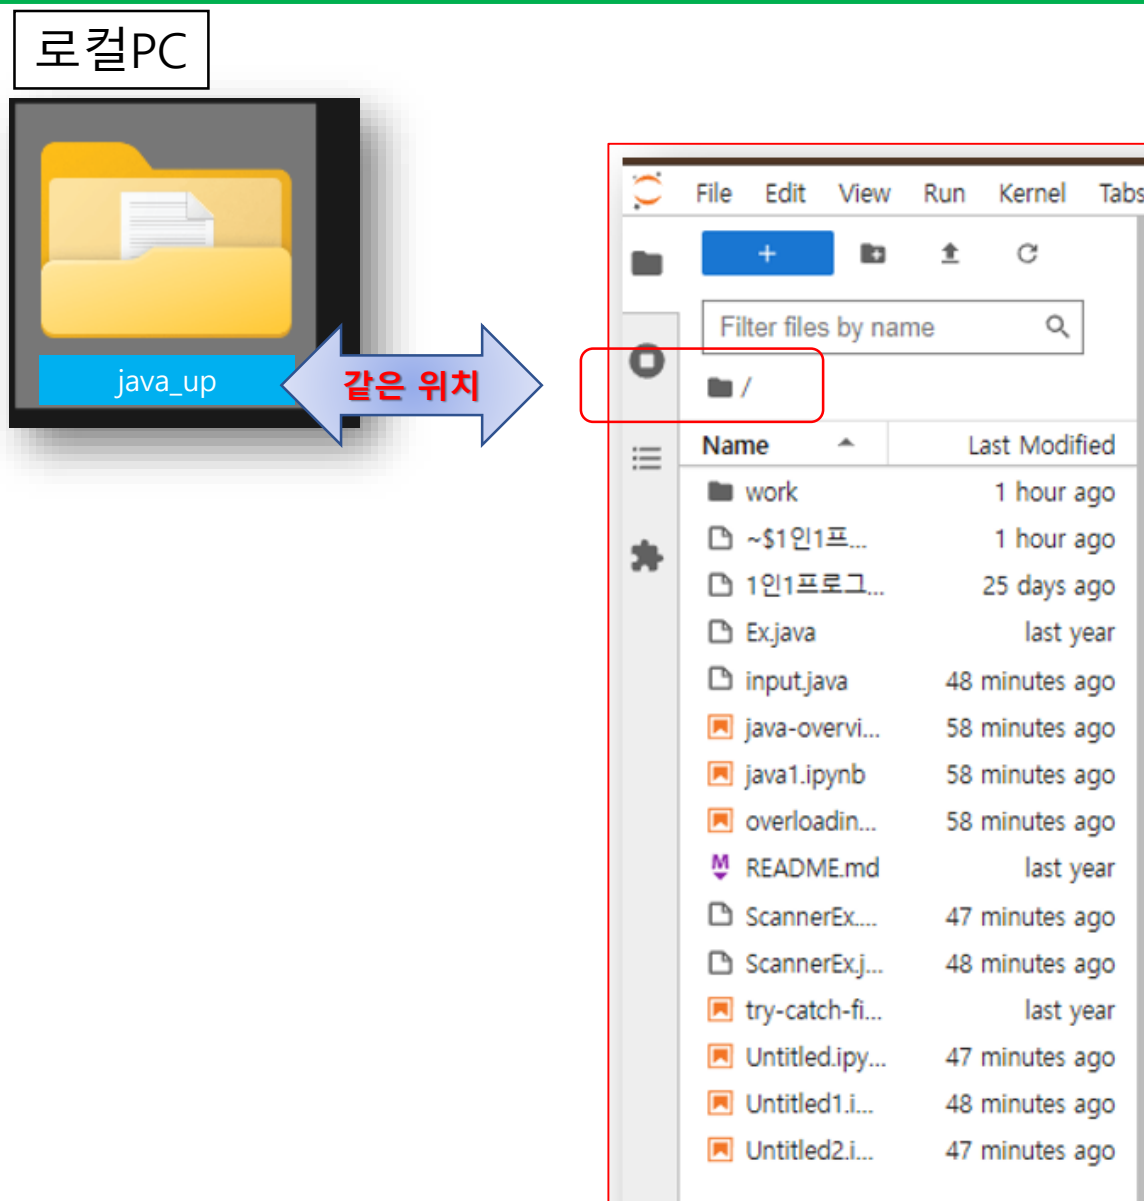 로컬PC
java_up
같은 위치
File Edit View Run Kernel Tabs
+
Filter files by name
/
Name Last Modified
work 1 hour ago
~$1인1프... 1 hour ago
1인1프로그... 25 days ago
Ex.java last year
input.java 48 minutes ago
java-overvi... 58 minutes ago
java1.ipynb 58 minutes ago
overloadin... 58 minutes ago
README.md last year
ScannerEx.... 47 minutes ago
ScannerEx.j... 48 minutes ago
try-catch-fi... last year
Untitled.ipy... 47 minutes ago
Untitled1.i... 48 minutes ago
Untitled2.i... 47 minutes ago